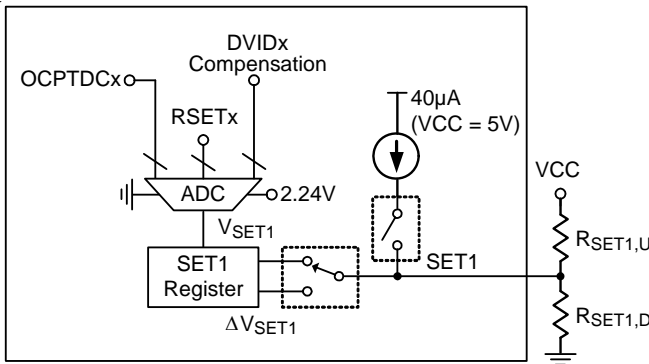 DVIDx
Compensation
OCPTDCx
RSETx
40µA
(VCC = 5V)
VCC
ADC
2.24V
VSET1
SET1
Register
SET1
RSET1,U
RSET1,D
ΔVSET1